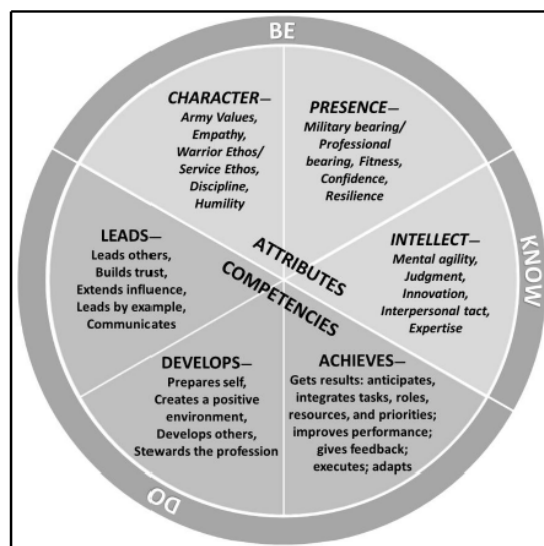 BE
CHARACTER—
Army Values,
Empathy,
Warrior Ethos/
Service Ethos,
Discipline,
Humility
PRESENCE—
Military bearing/
Professional
bearing, Fitness,
Confidence,
Resilience
KNOW
INTELLECT—
Mental agility,
Judgment,
Innovation,
Interpersonal tact,
Expertise
ATTRIBUTES
COMPETENCIES
LEADS—
Leads others,
Builds trust,
Extends influence,
Leads by example,
Communicates
DEVELOPS—
Prepares self,
Creates a positive
environment,
Develops others,
Stewards the profession
ACHIEVES—
Gets results: anticipates,
integrates tasks, roles,
resources, and priorities;
improves performance;
gives feedback;
executes; adapts
DO